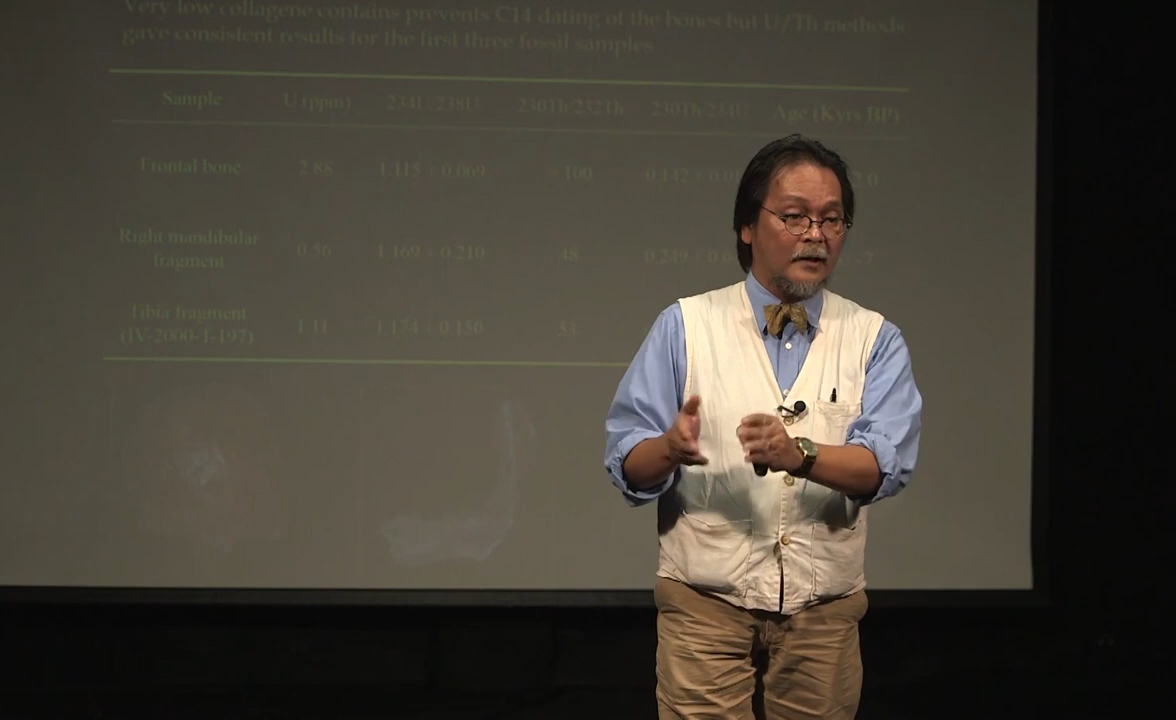 Very low collagene contains prevents C14 dating of the bones but U/Th methods
gave consistent results for the first three fossil samples
Sample U (ppm) 234U/238U 230Th/232Th 230Th/234U Age (Kyrs BP)
Frontal bone 2.88 1.115 ± 0.069 > 100
Right mandibular
fragment 0.56 1.169 ± 0.210 48
Tibia fragment
(IV-2000-T-197) 1.11 1.174 ± 0.150 53